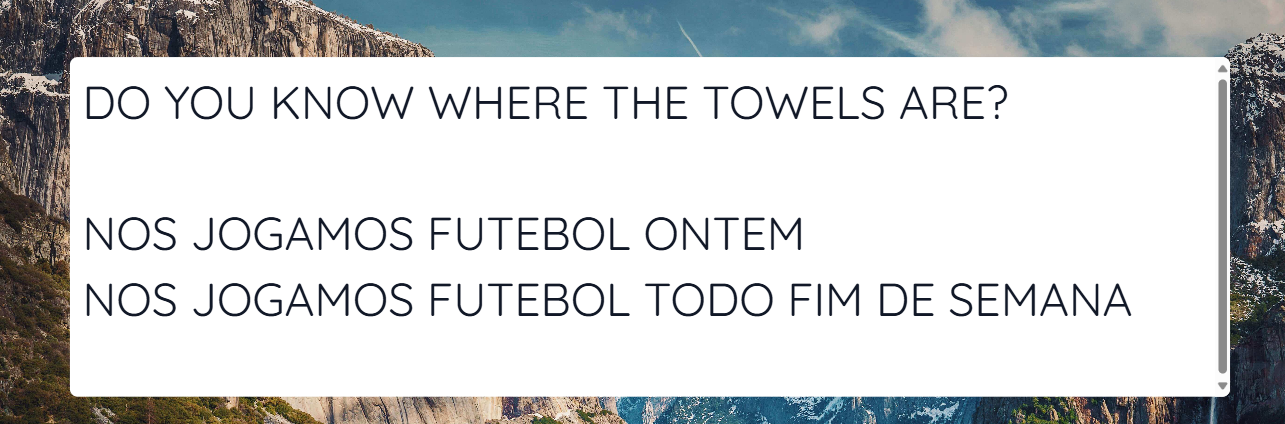 DO YOU KNOW WHERE THE TOWELS ARE?
NOS JOGAMOS FUTEBOL ONTEM
NOS JOGAMOS FUTEBOL TODO FIM DE SEMANA